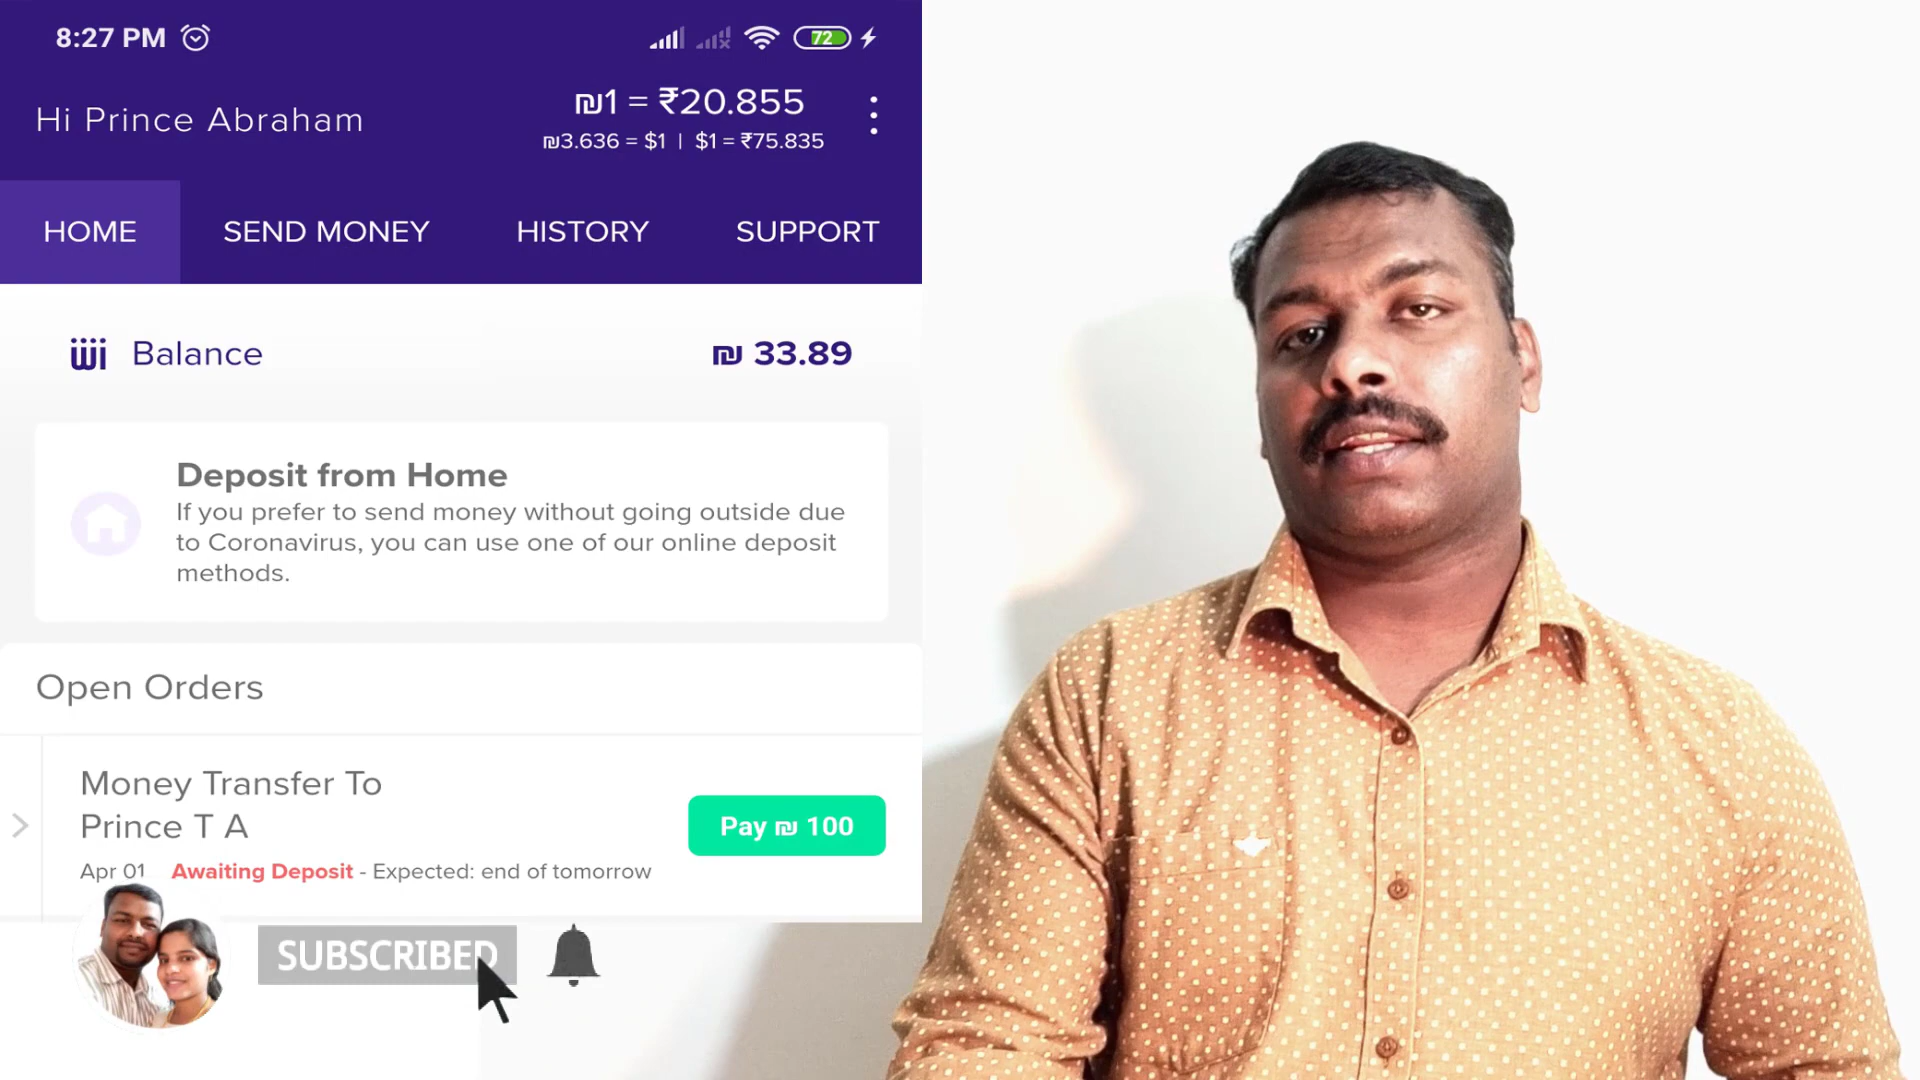 8:27 PM
72
Hi Prince Abraham
₪1 = ₹20.855
₪3.636 = $1 | $1 = ₹75.835
HOME SEND MONEY HISTORY SUPPORT
Balance ₪ 33.89
Deposit from Home
If you prefer to send money without going outside due
to Coronavirus, you can use one of our online deposit
methods.
Open Orders
Money Transfer To
Prince T A
Pay ₪ 100
Apr 01 Awaiting Deposit - Expected: end of tomorrow
SUBSCRIBED